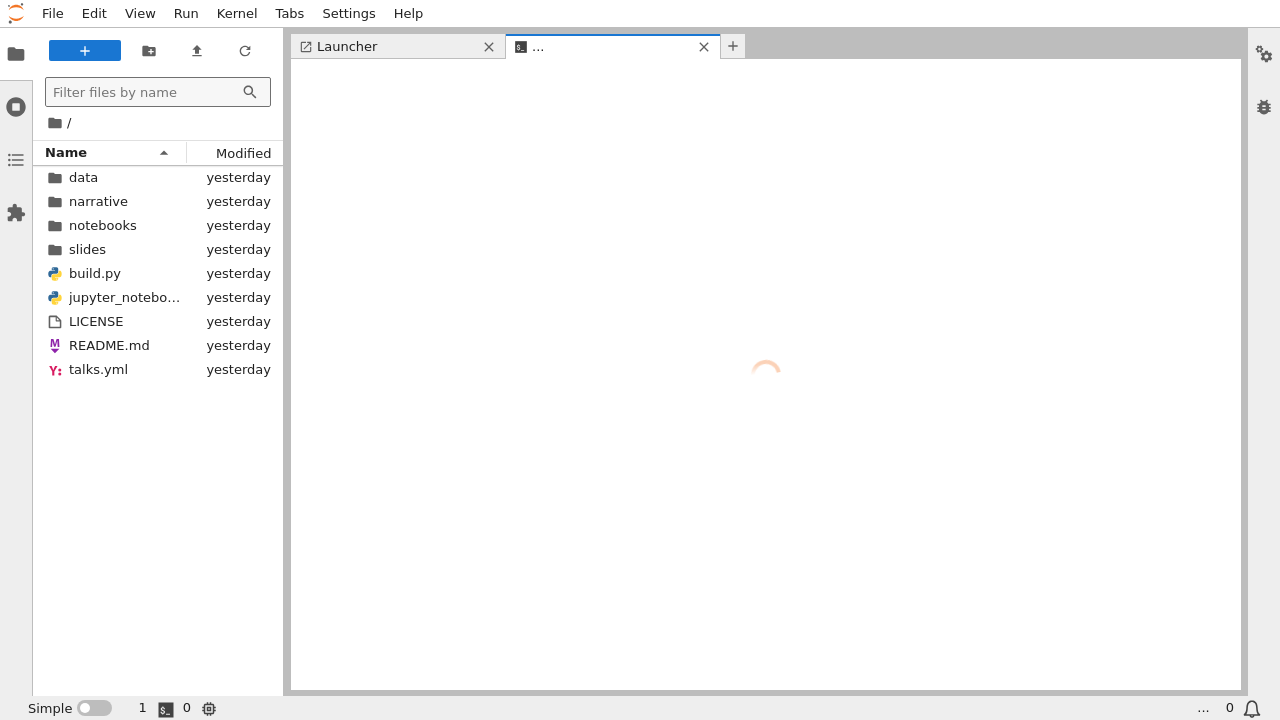 File Edit View Run Kernel Tabs Settings Help
Launcher
...
Filter files by name
/
Name Modified
data yesterday
narrative yesterday
notebooks yesterday
slides yesterday
build.py yesterday
jupyter_notebo… yesterday
LICENSE yesterday
README.md yesterday
talks.yml yesterday
Simple 1 0 ... 0